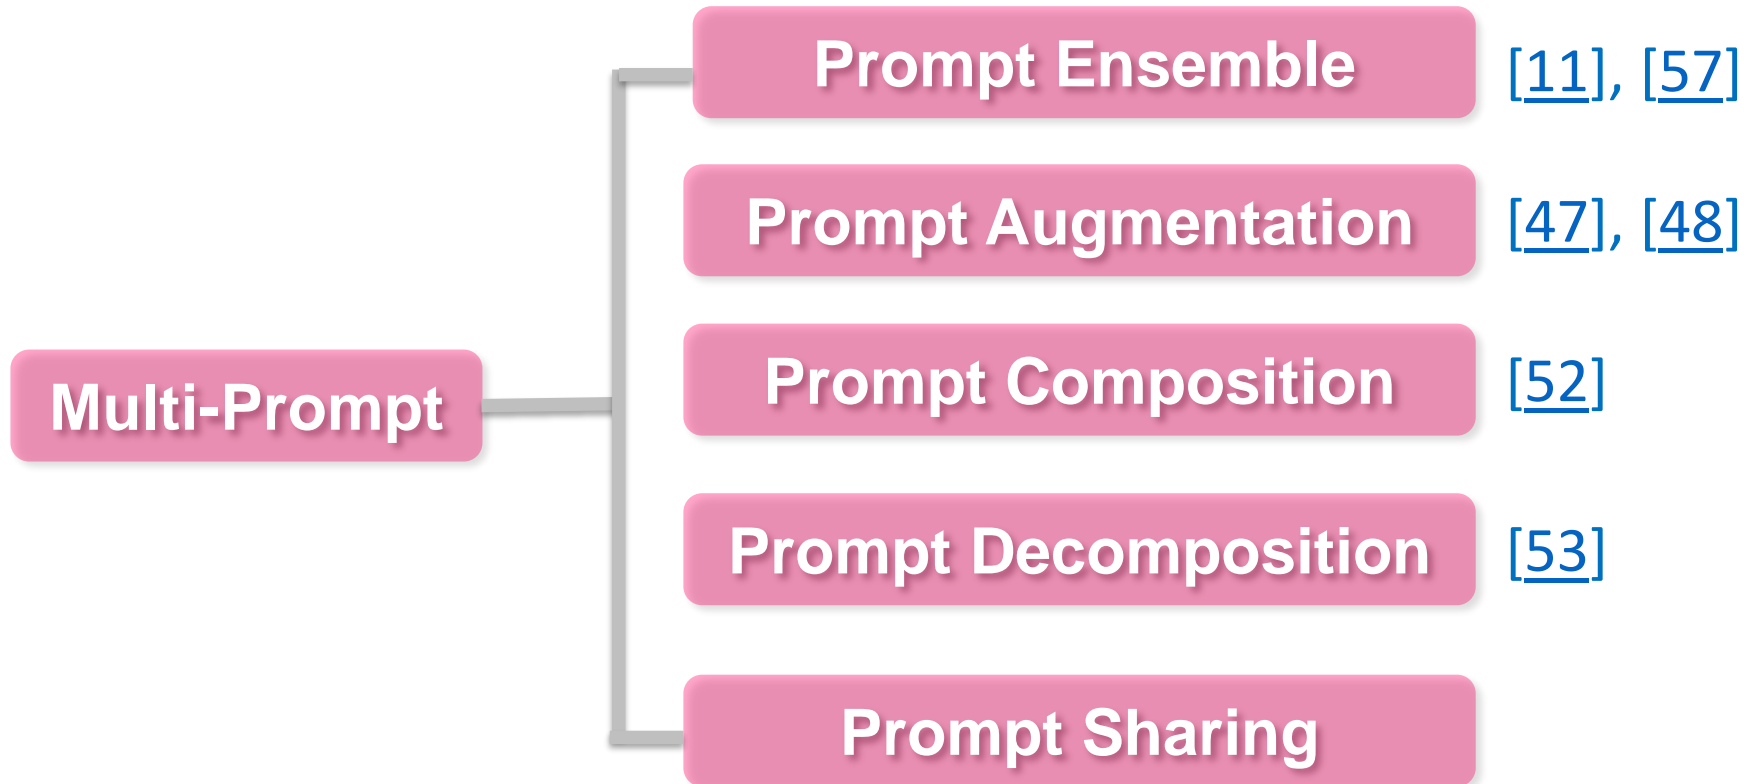 Prompt Ensemble [11], [57]
Prompt Augmentation [47], [48]
Prompt Composition [52]
Multi-Prompt
Prompt Decomposition [53]
Prompt Sharing